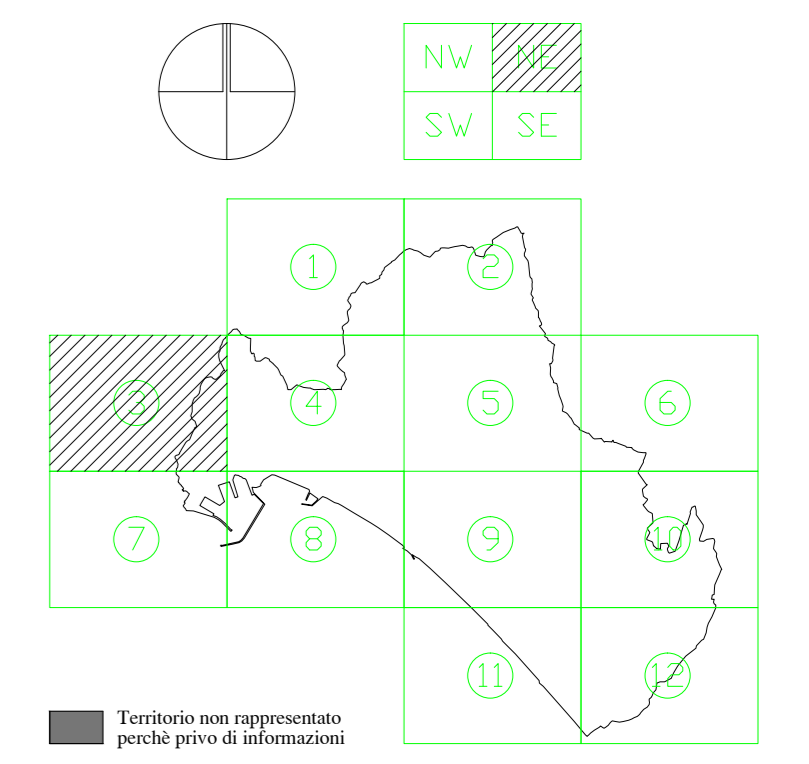 NW NE
SW SE
1 2
3 4 5 6
7 8 9 10
11 12
Territorio non rappresentato
perchè privo di informazioni